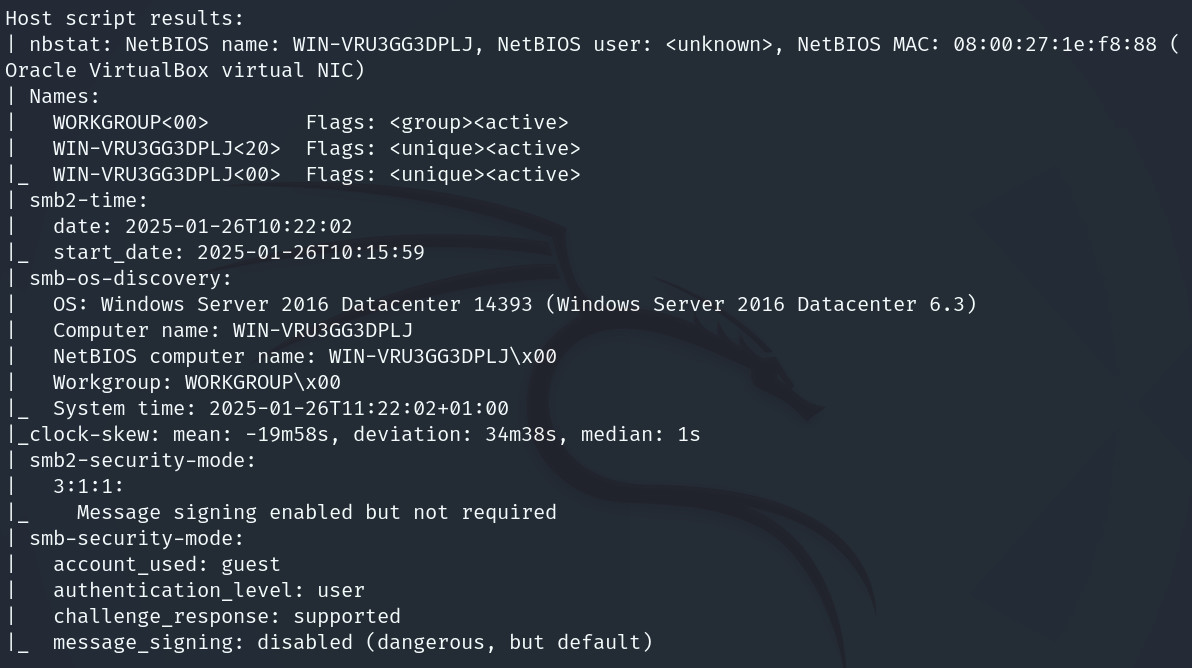 Host script results:
| nbstat: NetBIOS name: WIN-VRU3GG3DPLJ, NetBIOS user: <unknown>, NetBIOS MAC: 08:00:27:1e:f8:88 (
Oracle VirtualBox virtual NIC)
| Names:
|   WORKGROUP<00>        Flags: <group><active>
|   WIN-VRU3GG3DPLJ<20>  Flags: <unique><active>
|_  WIN-VRU3GG3DPLJ<00>  Flags: <unique><active>
| smb2-time:
|   date: 2025-01-26T10:22:02
|_  start_date: 2025-01-26T10:15:59
| smb-os-discovery:
|   OS: Windows Server 2016 Datacenter 14393 (Windows Server 2016 Datacenter 6.3)
|   Computer name: WIN-VRU3GG3DPLJ
|   NetBIOS computer name: WIN-VRU3GG3DPLJ\x00
|   Workgroup: WORKGROUP\x00
|_  System time: 2025-01-26T11:22:02+01:00
|_clock-skew: mean: -19m58s, deviation: 34m38s, median: 1s
| smb2-security-mode:
|   3:1:1:
|_    Message signing enabled but not required
| smb-security-mode:
|   account_used: guest
|   authentication_level: user
|   challenge_response: supported
|_  message_signing: disabled (dangerous, but default)